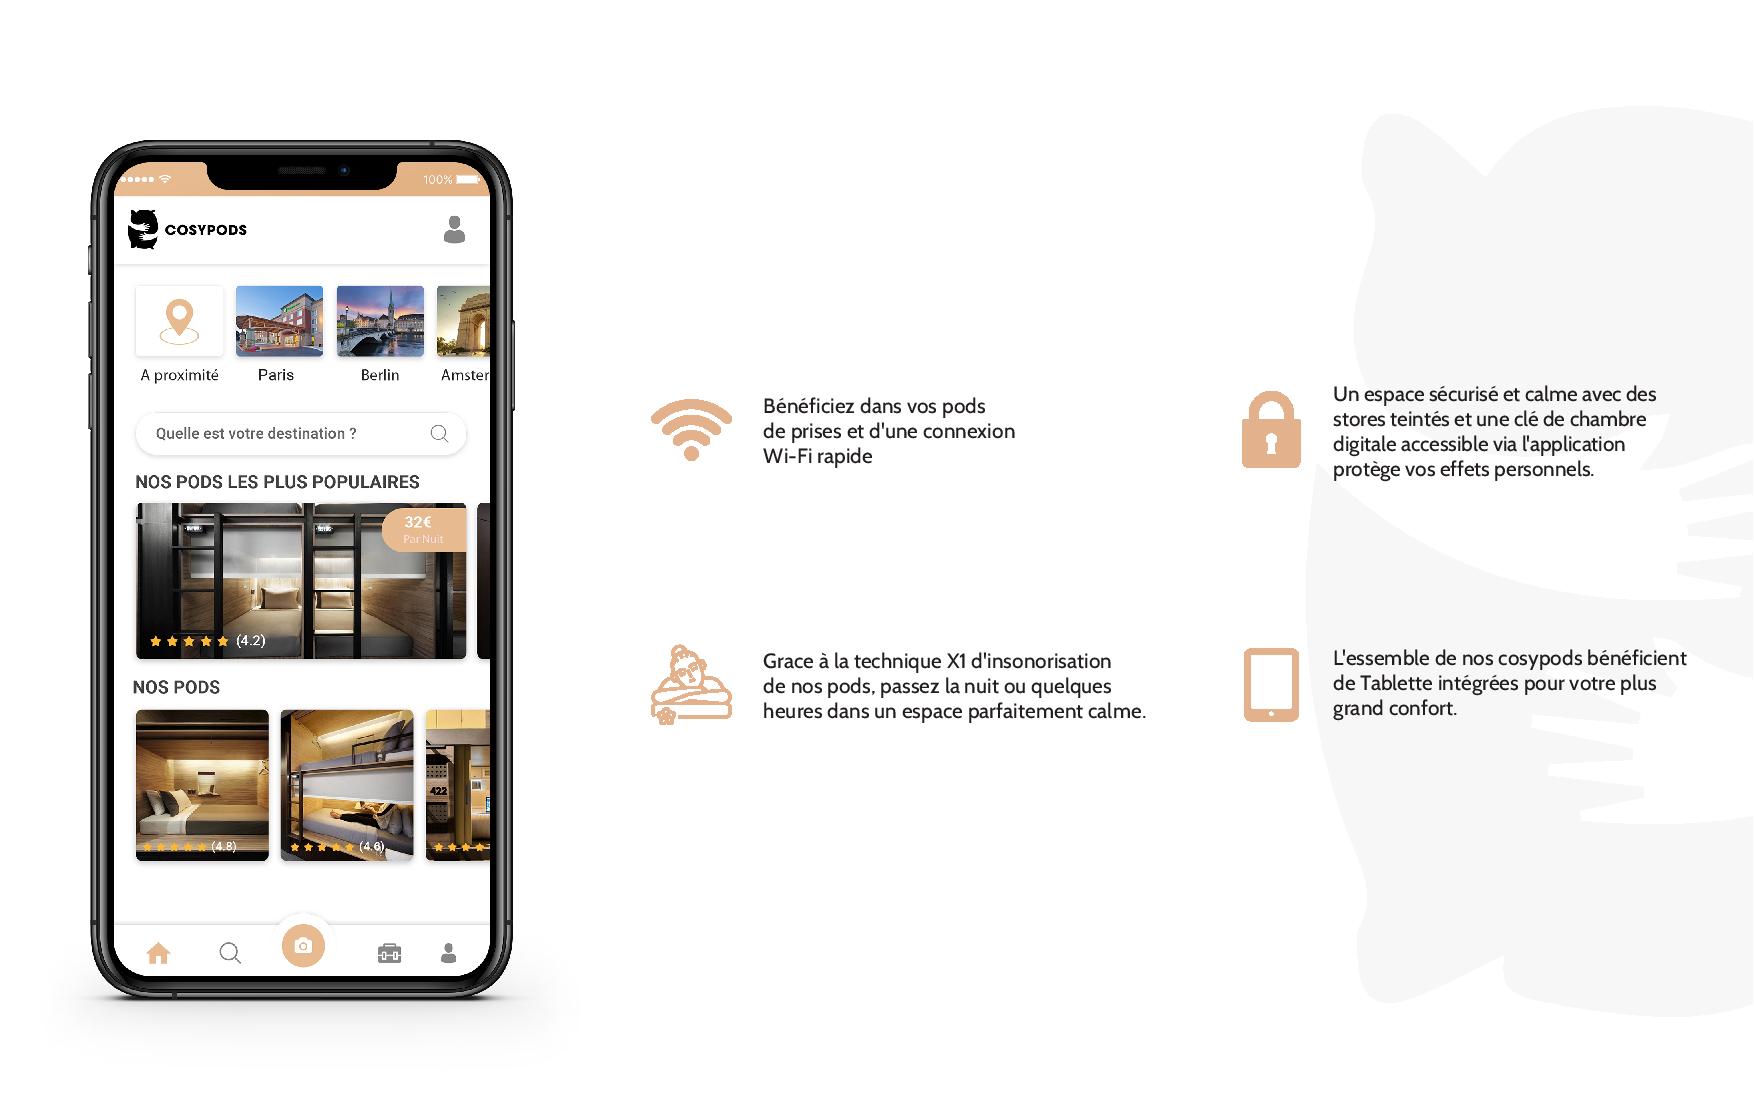 100%
COSYPODS
A proximité
Paris
Berlin
Amster
Quelle est votre destination ?
NOS PODS LES PLUS POPULAIRES
32€
Par Nuit
(4.2)
NOS PODS
422
(4.8)
(4.6)
Bénéficiez dans vos pods
de prises et d'une connexion
Wi-Fi rapide
Un espace sécurisé et calme avec des
stores teintés et une clé de chambre
digitale accessible via l'application
protège vos effets personnels.
Grace à la technique X1 d'insonorisation
de nos pods, passez la nuit ou quelques
heures dans un espace parfaitement calme.
L'essemble de nos cosypods bénéficient
de Tablette intégrées pour votre plus
grand confort.